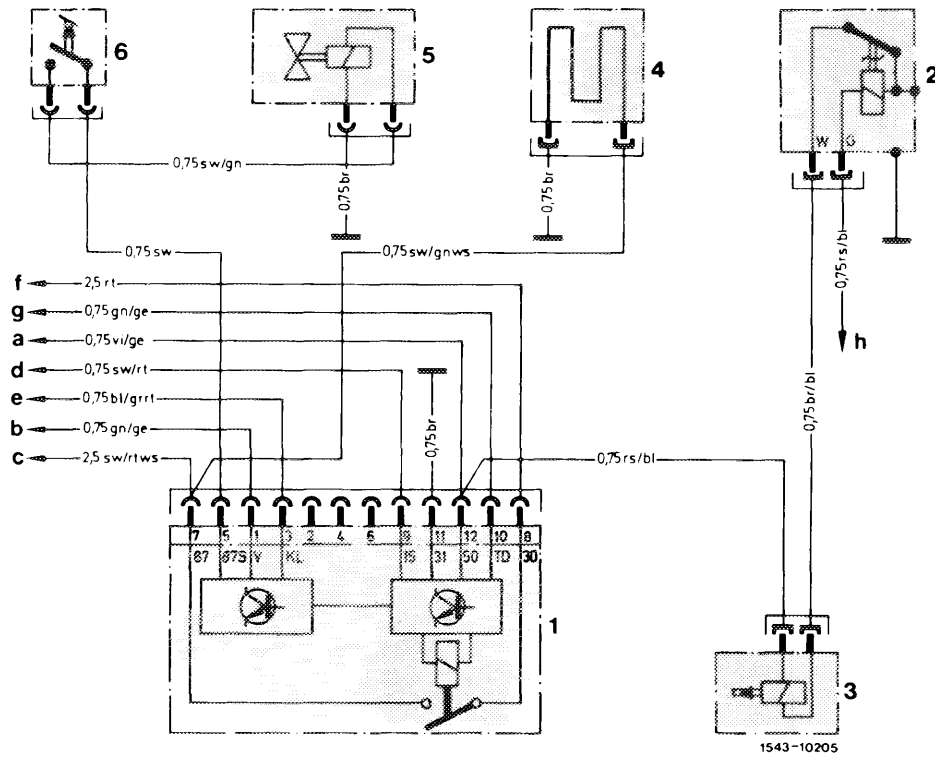 6
5
4
2
W G
0,75 sw/gn
0,75 br
0,75 br
0,75 sw
0,75 sw/gnws
0,75 rs/bl
f 2,5 rt
g 0,75 gn/ge
a 0,75 vi/ge
h
d 0,75 sw/rt
e 0,75 bl/grrt
0,75 br
0,75 br/bl
b 0,75 gn/ge
c 2,5 sw/rtws
0,75 rs/bl
7 5 1 3 2 4 6 9 11 12 10 8
87 87S V KL 15 31 50 TD 30
1
3
1543-10205